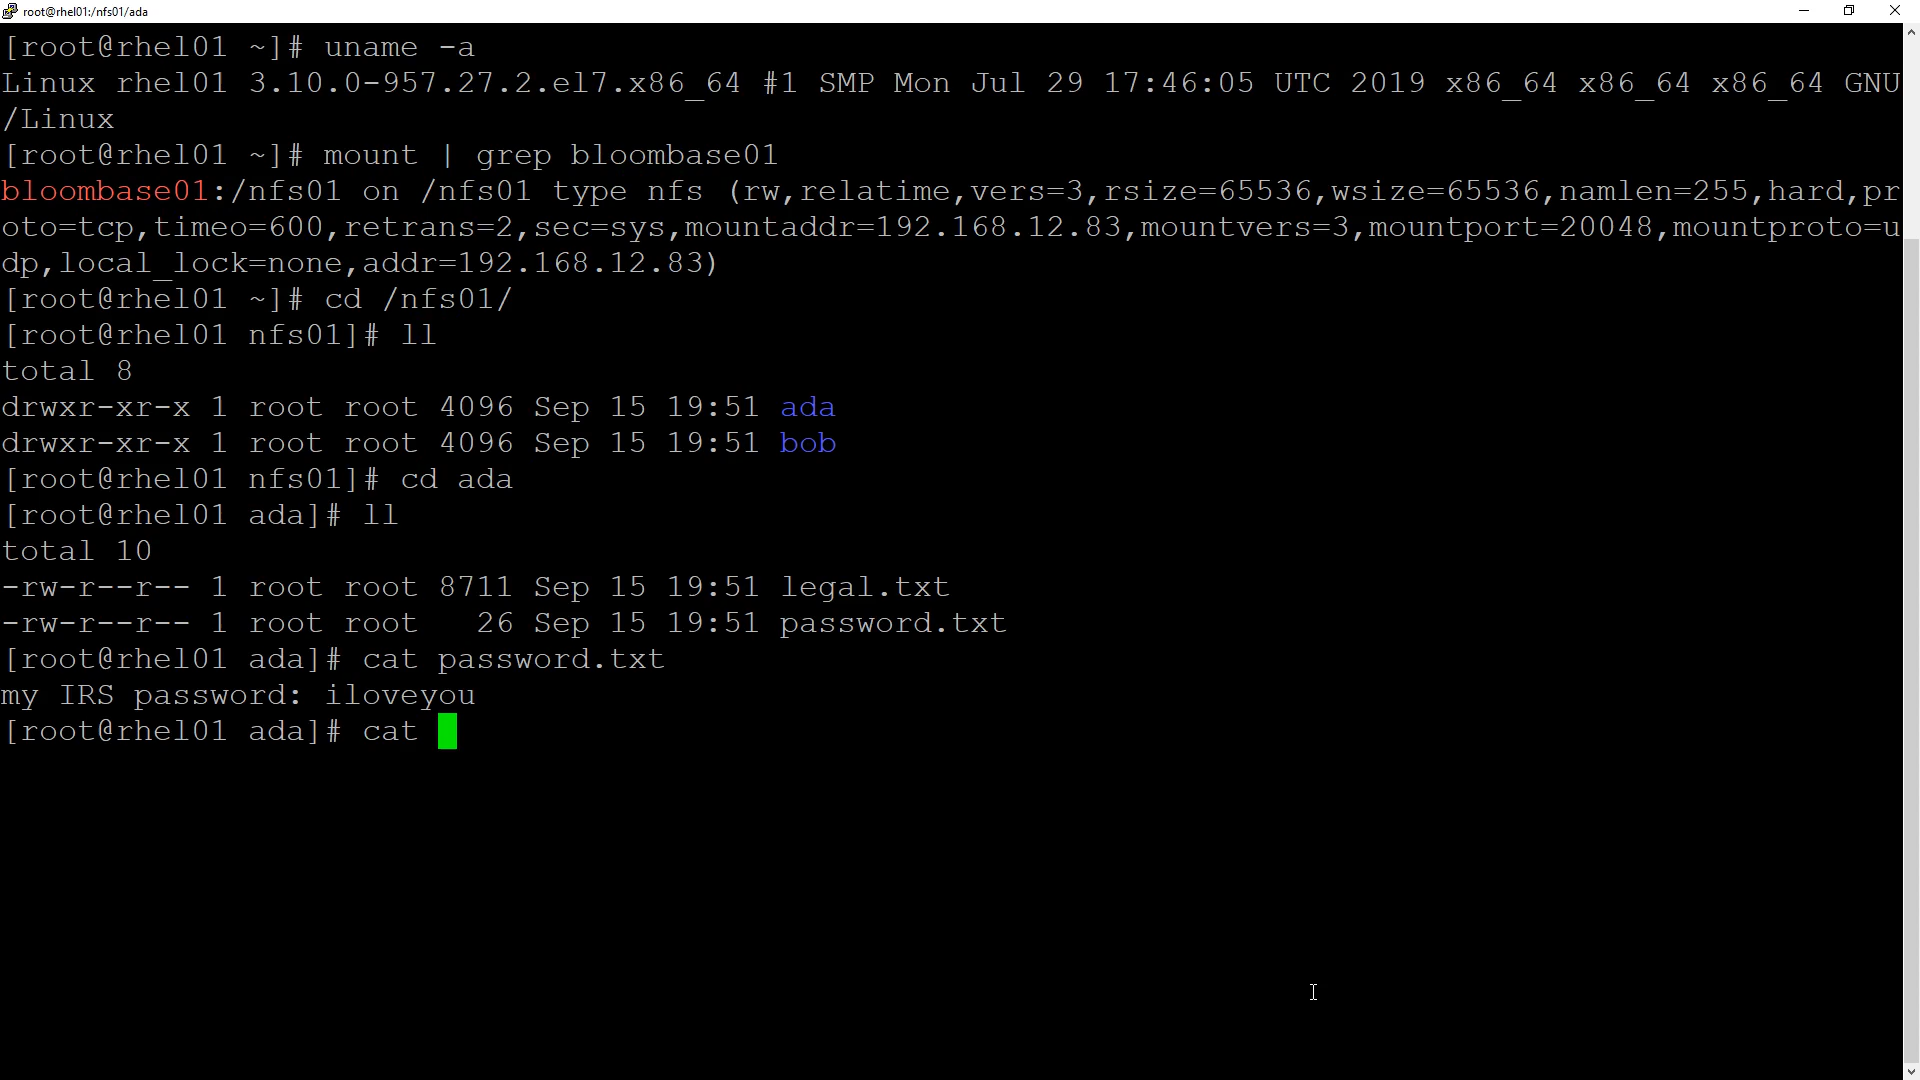 root@rhel01:/nfs01/ada
[root@rhel01 ~]# uname -a
Linux rhel01 3.10.0-957.27.2.el7.x86_64 #1 SMP Mon Jul 29 17:46:05 UTC 2019 x86_64 x86_64 x86_64 GNU
/Linux
[root@rhel01 ~]# mount | grep bloombase01
bloombase01:/nfs01 on /nfs01 type nfs (rw,relatime,vers=3,rsize=65536,wsize=65536,namlen=255,hard,pr
oto=tcp,timeo=600,retrans=2,sec=sys,mountaddr=192.168.12.83,mountvers=3,mountport=20048,mountproto=u
dp,local_lock=none,addr=192.168.12.83)
[root@rhel01 ~]# cd /nfs01/
[root@rhel01 nfs01]# ll
total 8
drwxr-xr-x 1 root root 4096 Sep 15 19:51 ada
drwxr-xr-x 1 root root 4096 Sep 15 19:51 bob
[root@rhel01 nfs01]# cd ada
[root@rhel01 ada]# ll
total 10
-rw-r--r-- 1 root root 8711 Sep 15 19:51 legal.txt
-rw-r--r-- 1 root root   26 Sep 15 19:51 password.txt
[root@rhel01 ada]# cat password.txt
my IRS password: iloveyou
[root@rhel01 ada]# cat